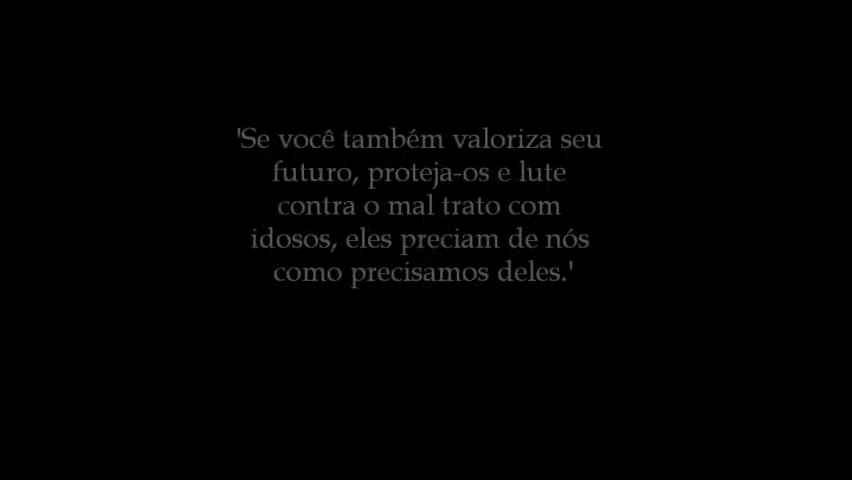 'Se você também valoriza seu
futuro, proteja-os e lute
contra o mal trato com
idosos, eles preciam de nós
como precisamos deles.'